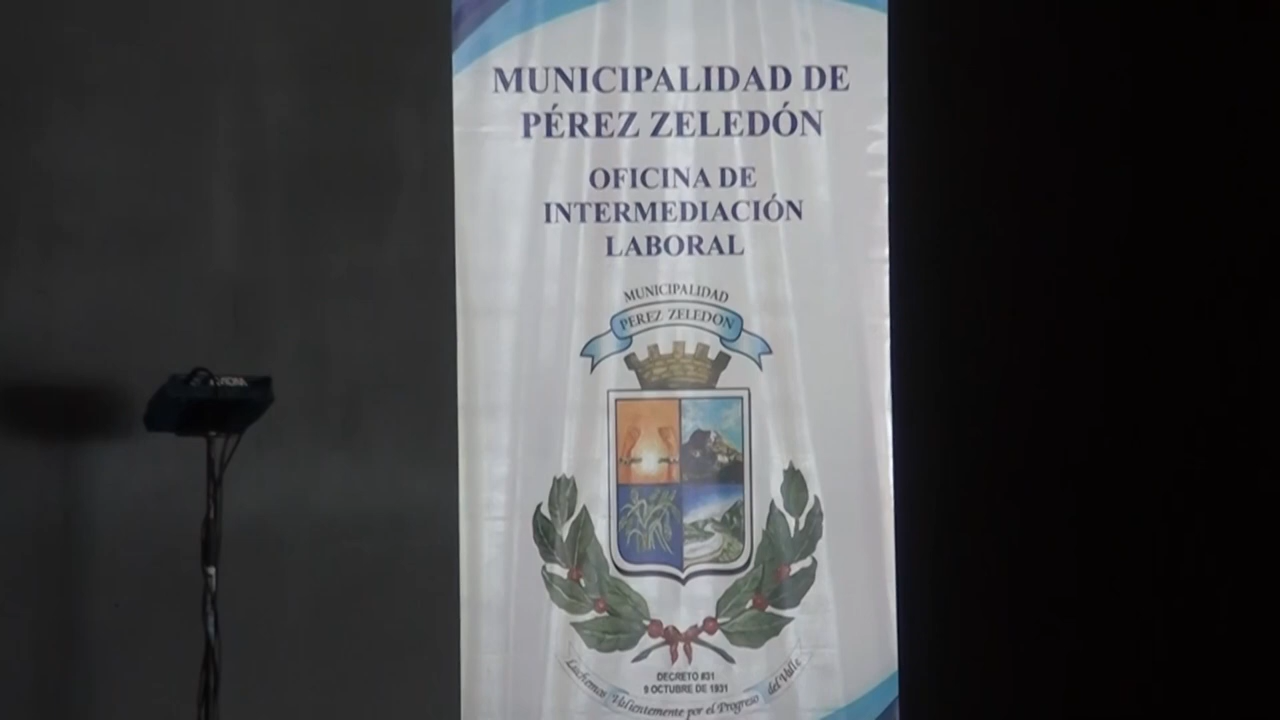 MUNICIPALIDAD DE
PÉREZ ZELEDÓN
OFICINA DE
INTERMEDIACIÓN
LABORAL
MUNICIPALIDAD
PEREZ ZELEDON
DECRETO #31
9 OCTUBRE DE 1931
Luchemos Valientemente por el Progreso del Valle